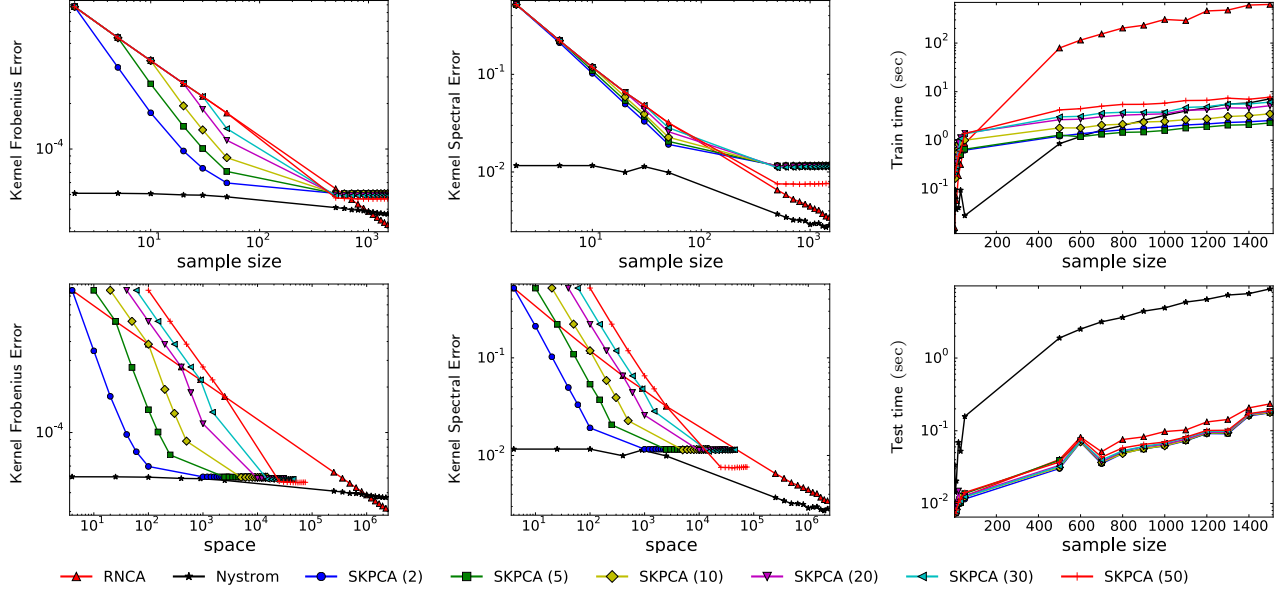 Kernel Frobenius Error
10^-4
10^1
10^2
10^3
sample size
Kernel Spectral Error
10^-1
10^-2
10^1
10^2
10^3
sample size
Train time (sec)
10^2
10^1
10^0
10^-1
200 400 600 800 1000 1200 1400
sample size
Kernel Frobenius Error
10^-4
10^1 10^2 10^3 10^4 10^5 10^6
space
Kernel Spectral Error
10^-1
10^-2
10^1 10^2 10^3 10^4 10^5 10^6
space
Test time (sec)
10^0
10^-1
10^-2
200 400 600 800 1000 1200 1400
sample size
RNCA Nystrom SKPCA (2) SKPCA (5) SKPCA (10) SKPCA (20) SKPCA (30) SKPCA (50)